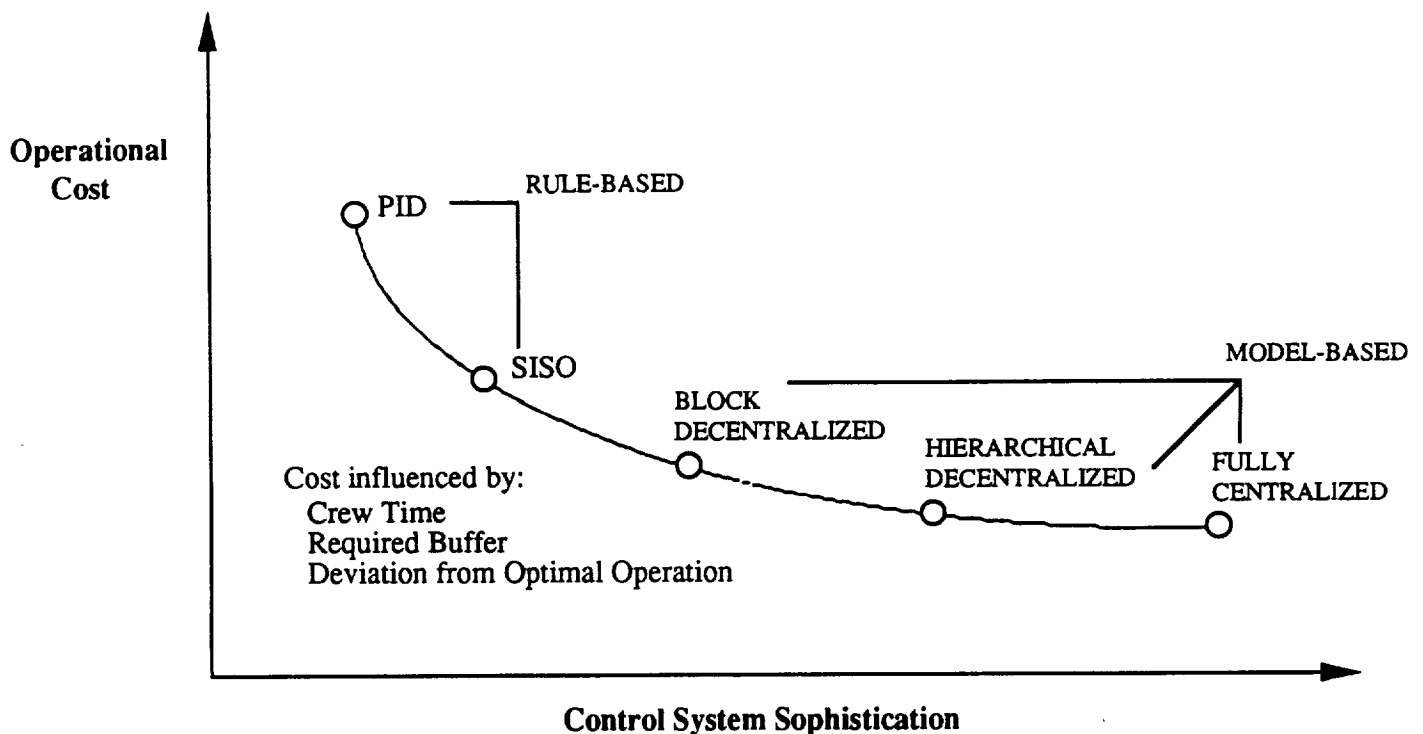 Operational
Cost
PID
RULE-BASED
SISO
MODEL-BASED
BLOCK
DECENTRALIZED
HIERARCHICAL
DECENTRALIZED
FULLY
CENTRALIZED
Cost influenced by:
Crew Time
Required Buffer
Deviation from Optimal Operation
Control System Sophistication